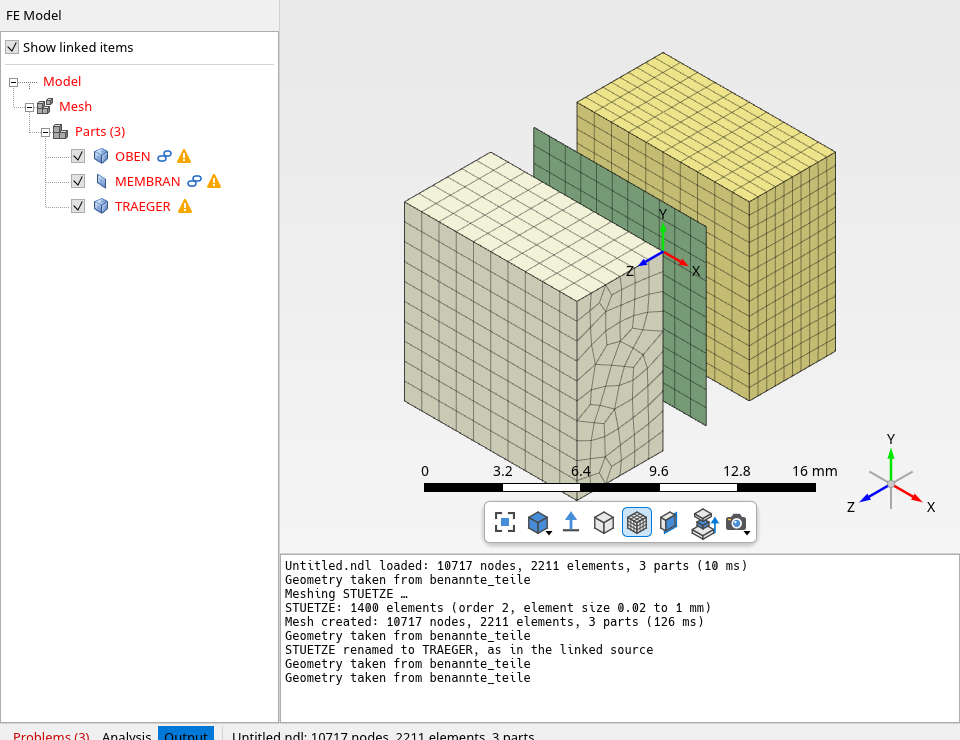 FE Model
Show linked items
Model
Mesh
Parts (3)
OBEN
MEMBRAN
TRAEGER
Y
Z
X
0 3.2 6.4 9.6 12.8 16 mm
Y
Z
X
Untitled.ndl loaded: 10717 nodes, 2211 elements, 3 parts (10 ms)
Geometry taken from benannte_teile
Meshing STUETZE …
STUETZE: 1400 elements (order 2, element size 0.02 to 1 mm)
Mesh created: 10717 nodes, 2211 elements, 3 parts (126 ms)
Geometry taken from benannte_teile
STUETZE renamed to TRAEGER, as in the linked source
Geometry taken from benannte_teile
Geometry taken from benannte_teile
Problems (3) Analysis Output Untitled.ndl: 10717 nodes, 2211 elements, 3 parts